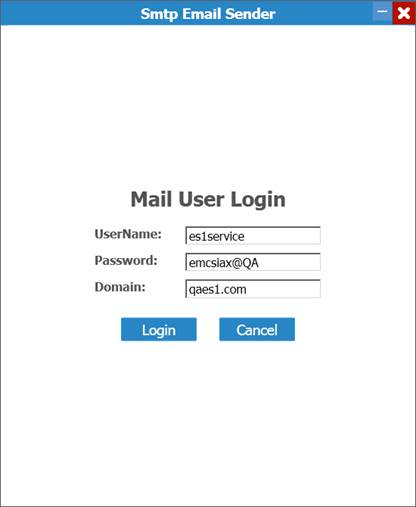 Smtp Email Sender
Mail User Login
UserName: es1service
Password: emcsiax@QA
Domain: qaes1.com
Login Cancel